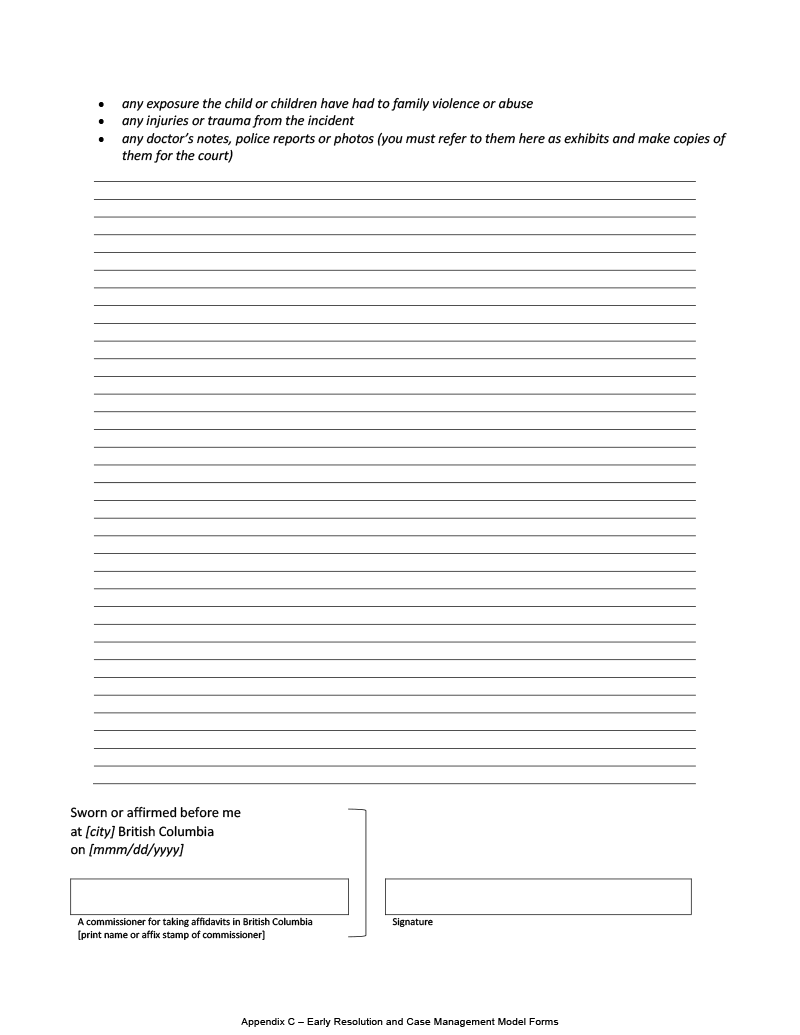 • any exposure the child or children have had to family violence or abuse
• any injuries or trauma from the incident
• any doctor’s notes, police reports or photos (you must refer to them here as exhibits and make copies of
them for the court)
Sworn or affirmed before me
at [city] British Columbia
on [mmm/dd/yyyy]
A commissioner for taking affidavits in British Columbia
[print name or affix stamp of commissioner]
Signature
Appendix C – Early Resolution and Case Management Model Forms